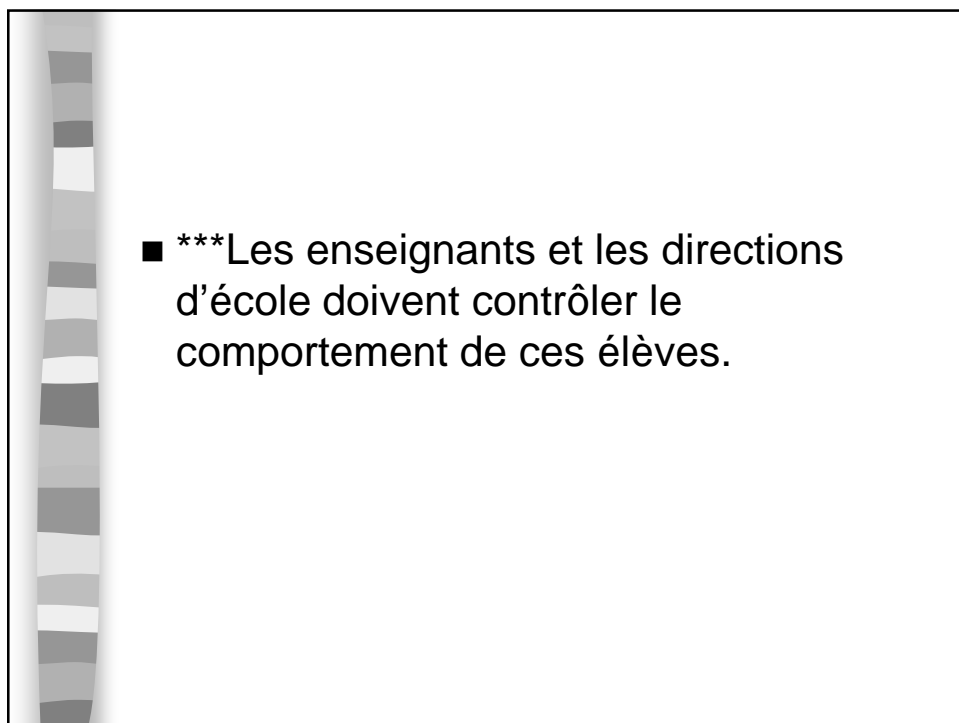 ■ ***Les enseignants et les directions
d’école doivent contrôler le
comportement de ces élèves.